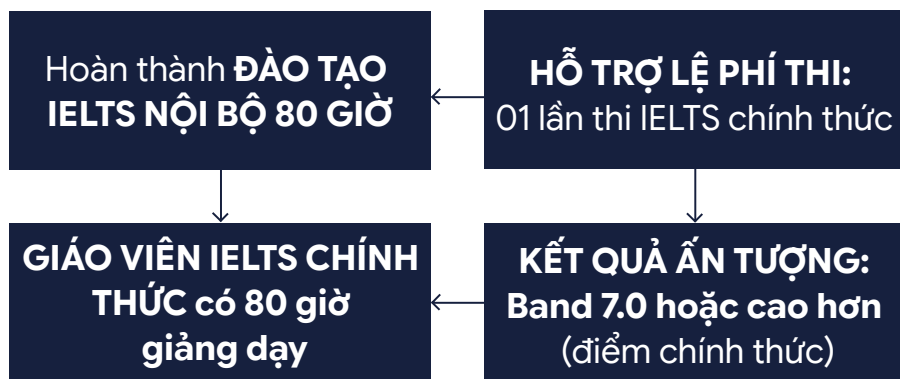 Hoàn thành ĐÀO TẠO
IELTS NỘI BỘ 80 GIỜ
HỖ TRỢ LỆ PHÍ THI:
01 lần thi IELTS chính thức
GIÁO VIÊN IELTS CHÍNH
THỨC có 80 giờ
giảng dạy
KẾT QUẢ ẤN TƯỢNG:
Band 7.0 hoặc cao hơn
(điểm chính thức)